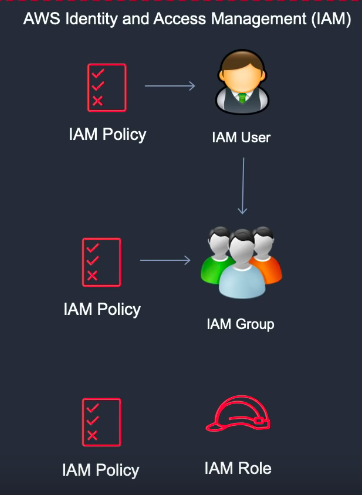 AWS Identity and Access Management (IAM)
IAM Policy
IAM User
IAM Policy
IAM Group
IAM Policy
IAM Role